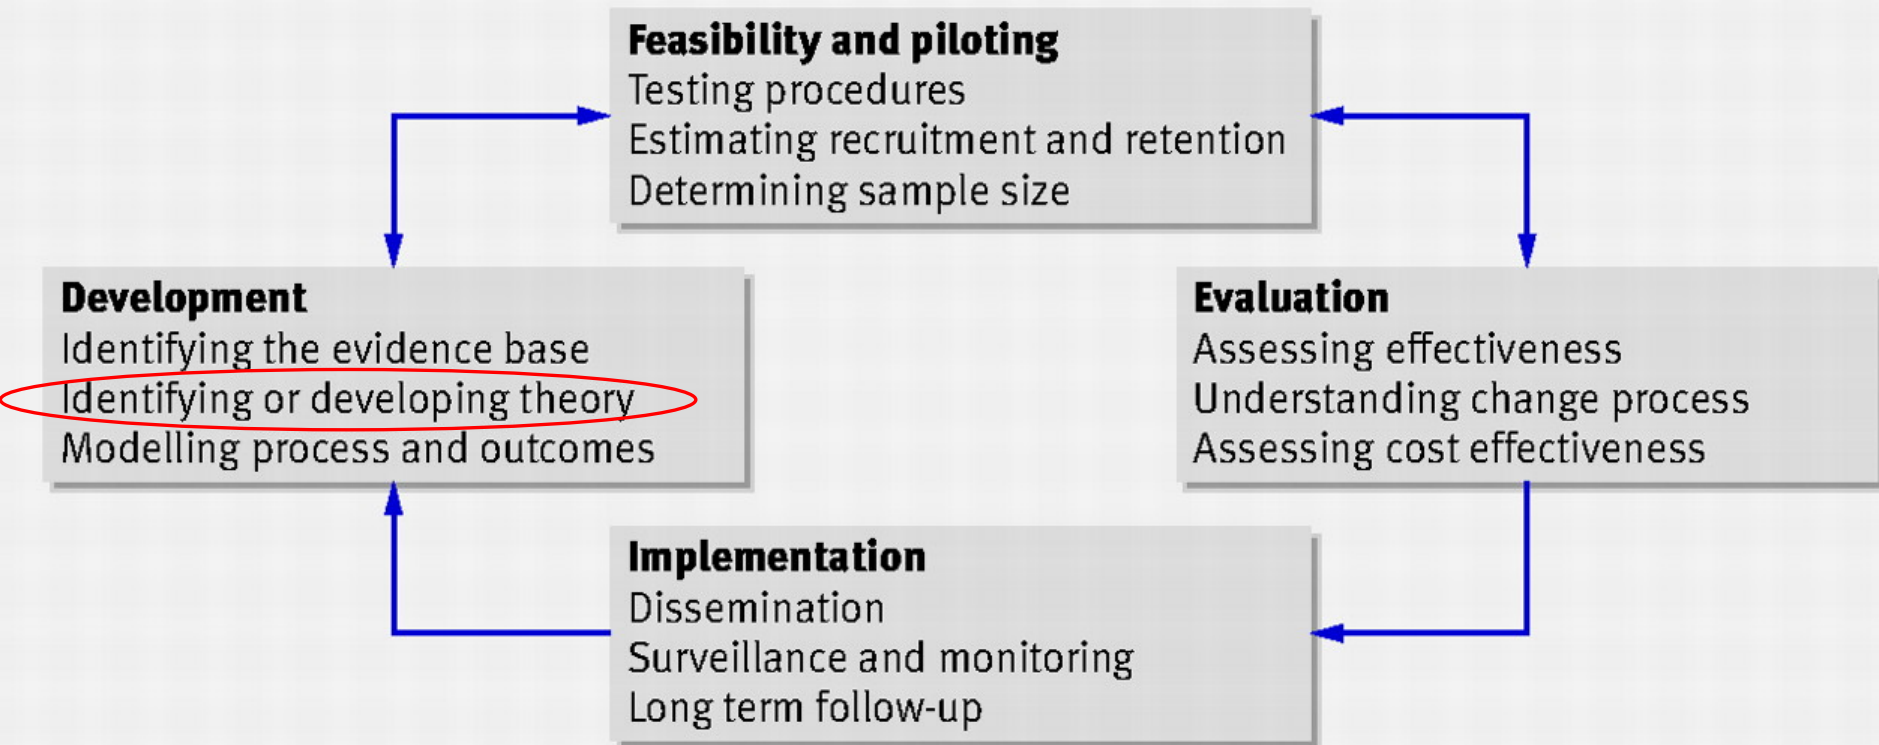 Feasibility and piloting
Testing procedures
Estimating recruitment and retention
Determining sample size
Development
Identifying the evidence base
Identifying or developing theory
Modelling process and outcomes
Evaluation
Assessing effectiveness
Understanding change process
Assessing cost effectiveness
Implementation
Dissemination
Surveillance and monitoring
Long term follow-up